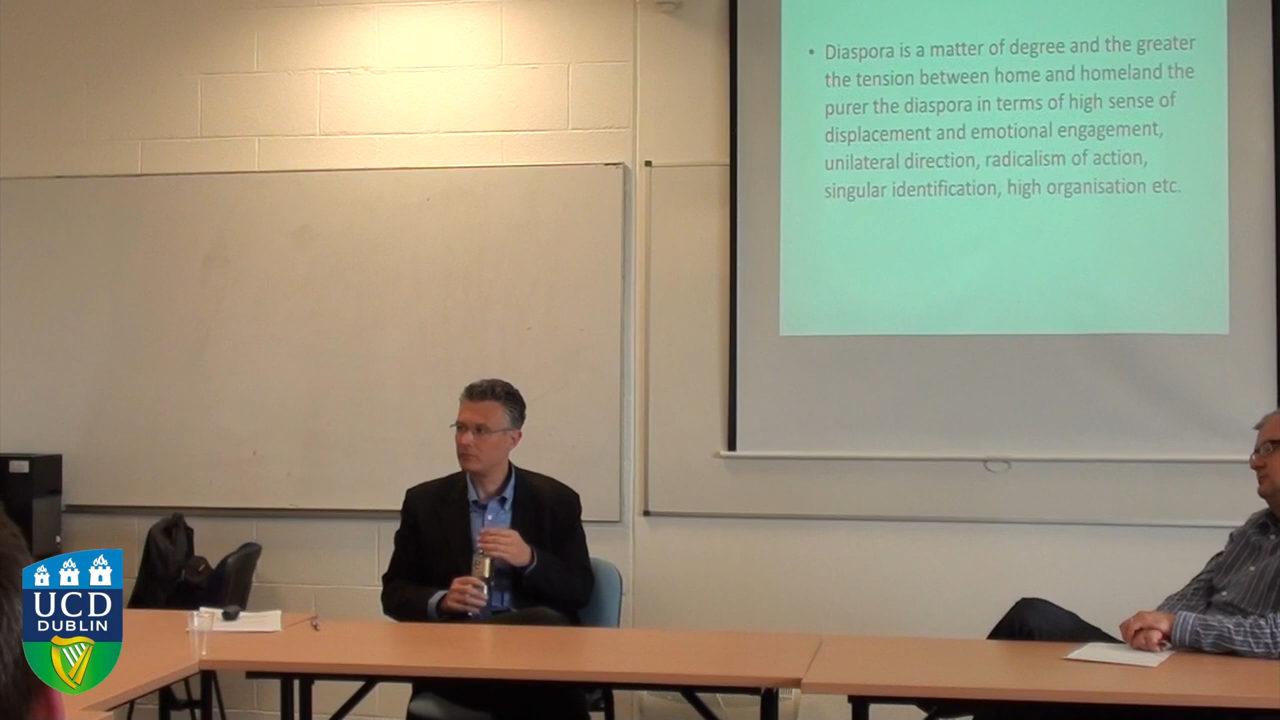 • Diaspora is a matter of degree and the greater
the tension between home and homeland the
purer the diaspora in terms of high sense of
displacement and emotional engagement,
unilateral direction, radicalism of action,
singular identification, high organisation etc.
UCD
DUBLIN